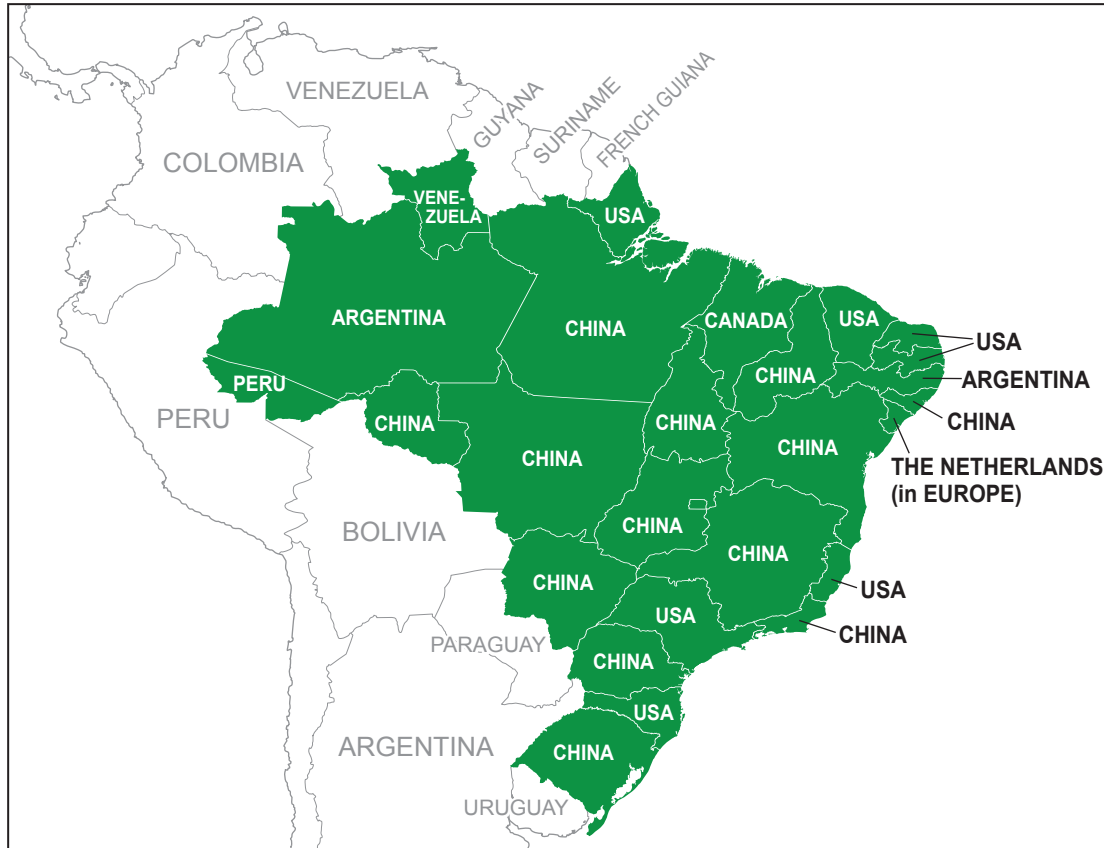 VENEZUELA
GUYANA
SURINAME
FRENCH GUIANA
COLOMBIA
VENE-
ZUELA
USA
ARGENTINA
CHINA
CANADA
USA
USA
PERU
CHINA
ARGENTINA
PERU
CHINA
CHINA
CHINA
CHINA
CHINA
THE NETHERLANDS
(in EUROPE)
BOLIVIA
CHINA
CHINA
CHINA
USA
USA
CHINA
PARAGUAY
CHINA
USA
ARGENTINA
CHINA
URUGUAY